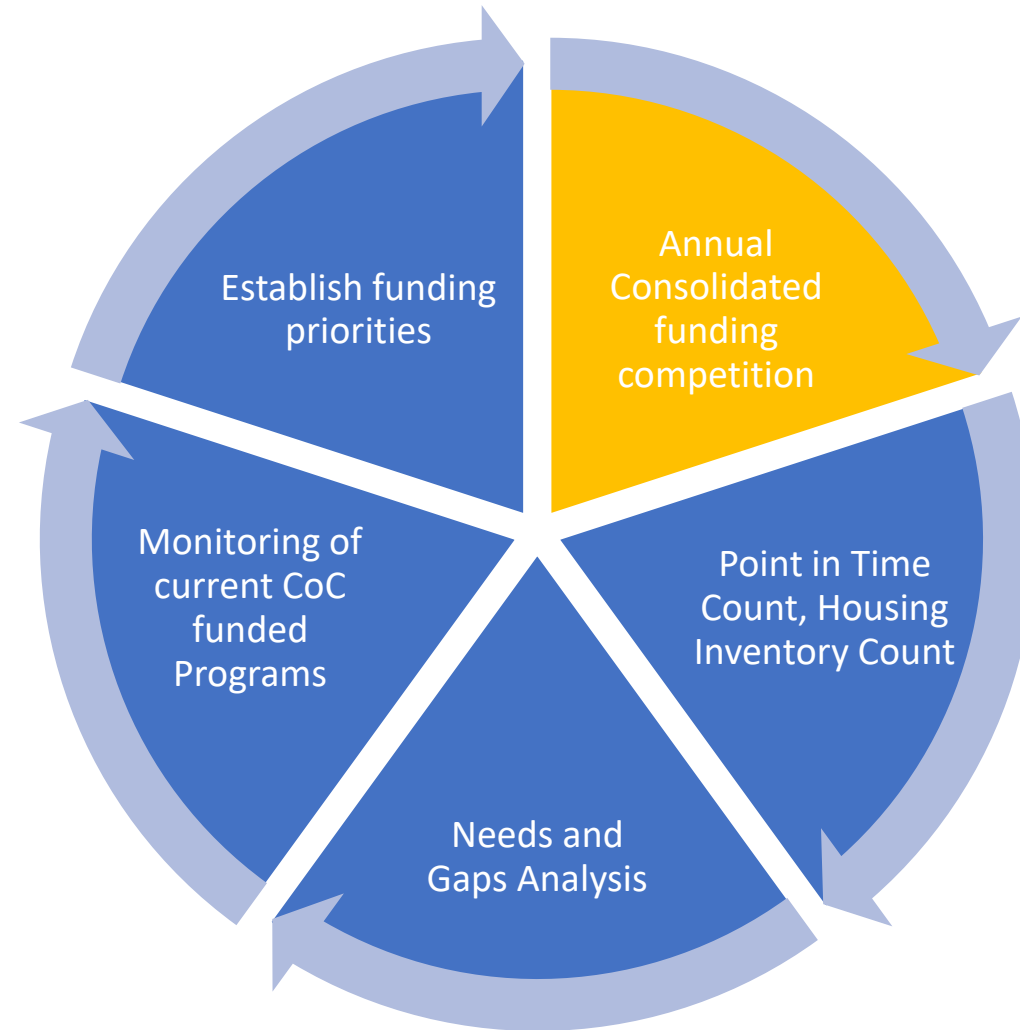 Annual
Consolidated
funding
competition
Point in Time
Count, Housing
Inventory Count
Needs and
Gaps Analysis
Monitoring of
current CoC
funded
Programs
Establish funding
priorities